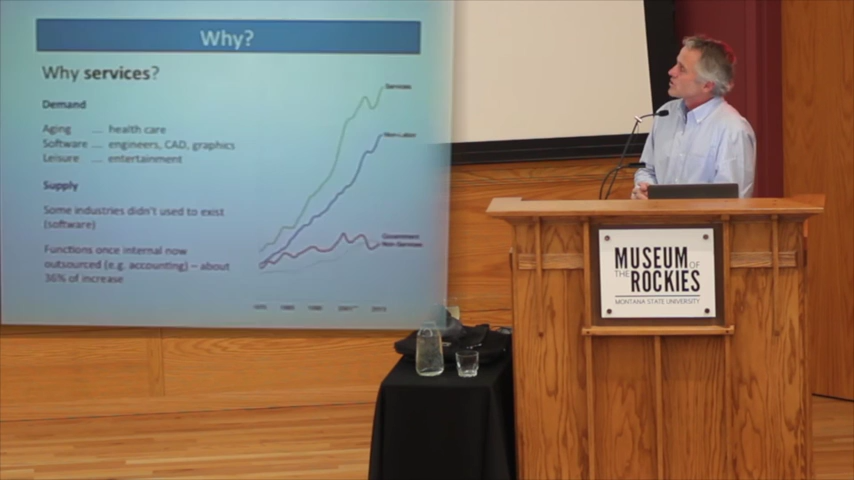 Why?
Why services?
Demand
Aging ... health care
Software ... engineers, CAD, graphics
Leisure ... entertainment
Supply
Some industries didn't used to exist
(software)
Functions once internal now
outsourced (e.g. accounting) – about
36% of increase
Services
Non-Labor
Government
Non-Services
MUSEUM OF
THE ROCKIES
MONTANA STATE UNIVERSITY